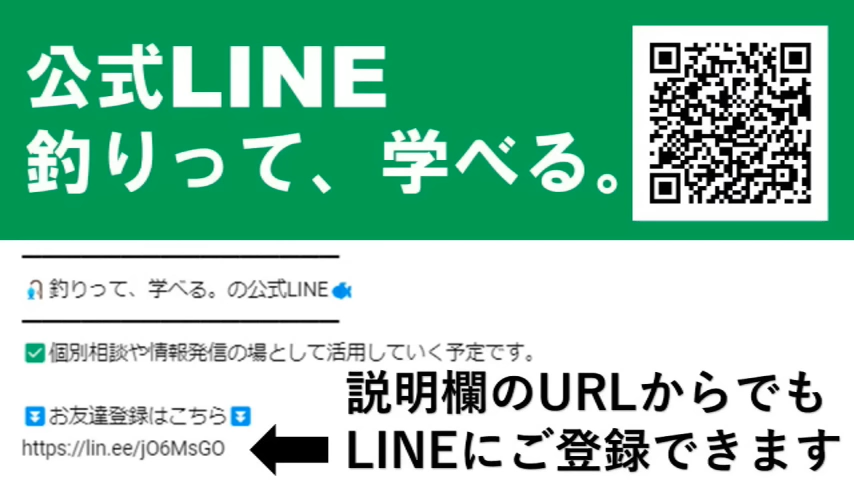 公式LINE
釣りって、学べる。
🎣釣りって、学べる。の公式LINE🐟
✅個別相談や情報発信の場として活用していく予定です。
⏬お友達登録はこちら⏬
https://lin.ee/jO6MsGO
説明欄のURLからでも
LINEにご登録できます